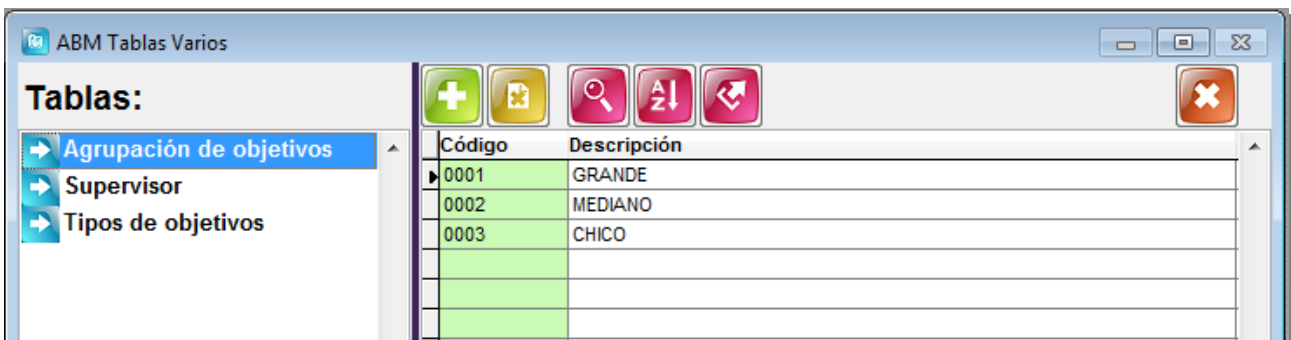 ABM Tablas Varios
Tablas:
Agrupación de objetivos
Supervisor
Tipos de objetivos
A
Z
Código Descripción
0001 GRANDE
0002 MEDIANO
0003 CHICO